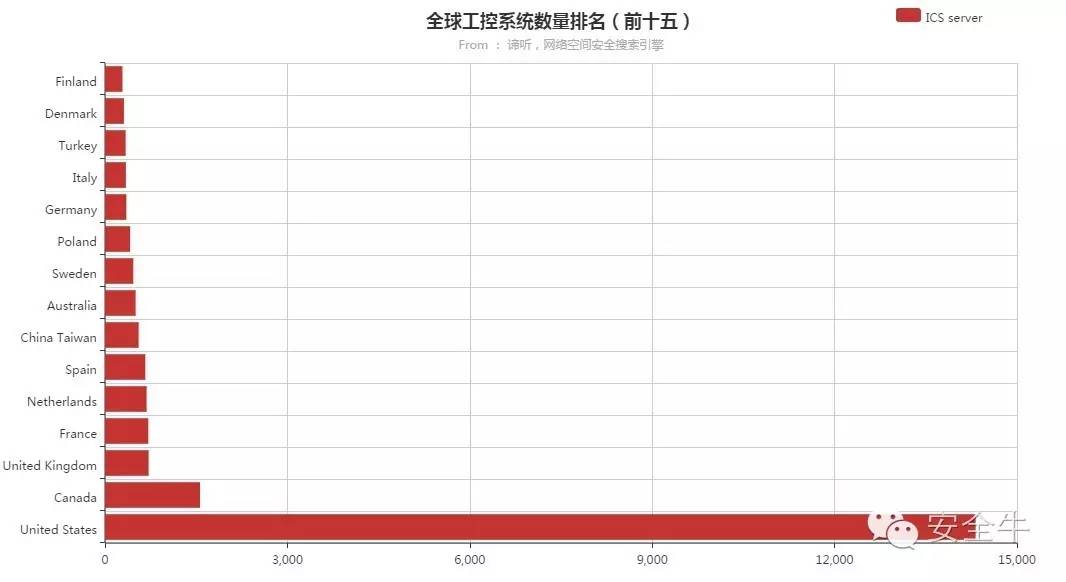 全球工控系统数量排名（前十五）
ICS server
From ： 谛听，网络空间安全搜索引擎
Finland
Denmark
Turkey
Italy
Germany
Poland
Sweden
Australia
China Taiwan
Spain
Netherlands
France
United Kingdom
Canada
United States
安全牛
0 3,000 6,000 9,000 12,000 15,000